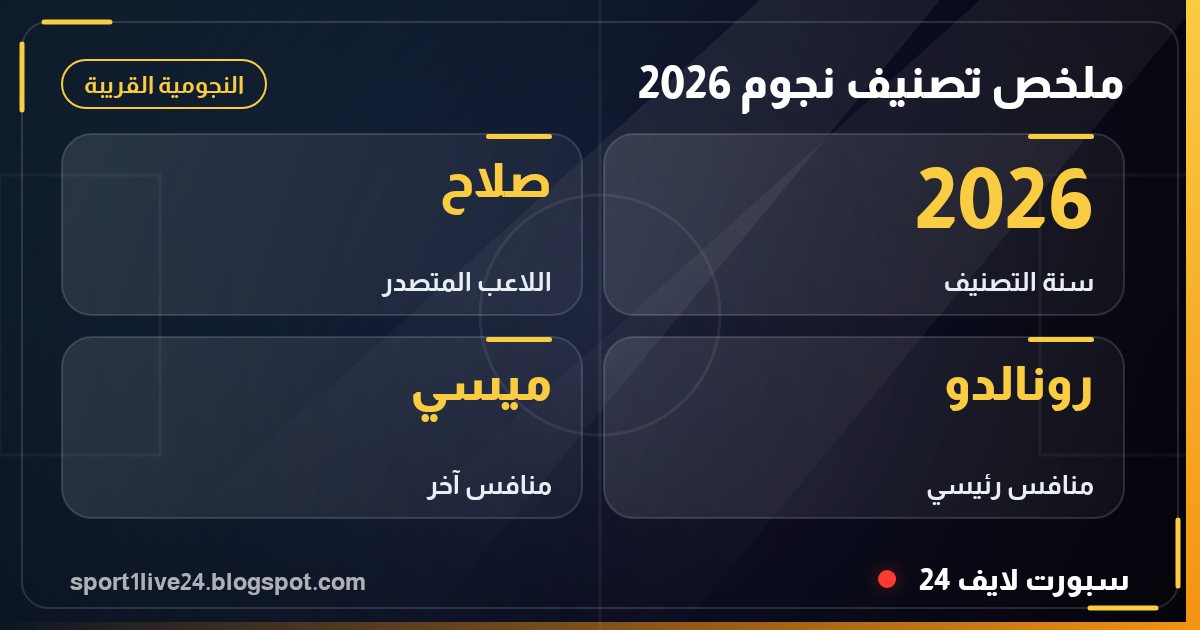 ملخص تصنيف نجوم 2026
النجومية القريبة
2026
سنة التصنيف
صلاح
اللاعب المتصدر
رونالدو
منافس رئيسي
ميسي
منافس آخر
سبورت لايف 24
sport1live24.blogspot.com